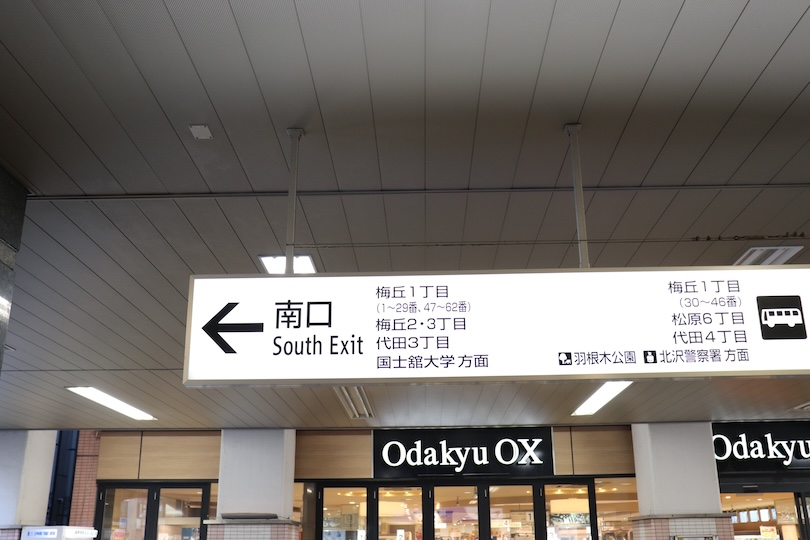 南口
South Exit
梅丘1丁目
（1～29番、47～62番）
梅丘2・3丁目
代田3丁目
国士舘大学 方面
梅丘1丁目
（30～46番）
松原6丁目
代田4丁目
羽根木公園 北沢警察署 方面
Odakyu OX
Odakyu